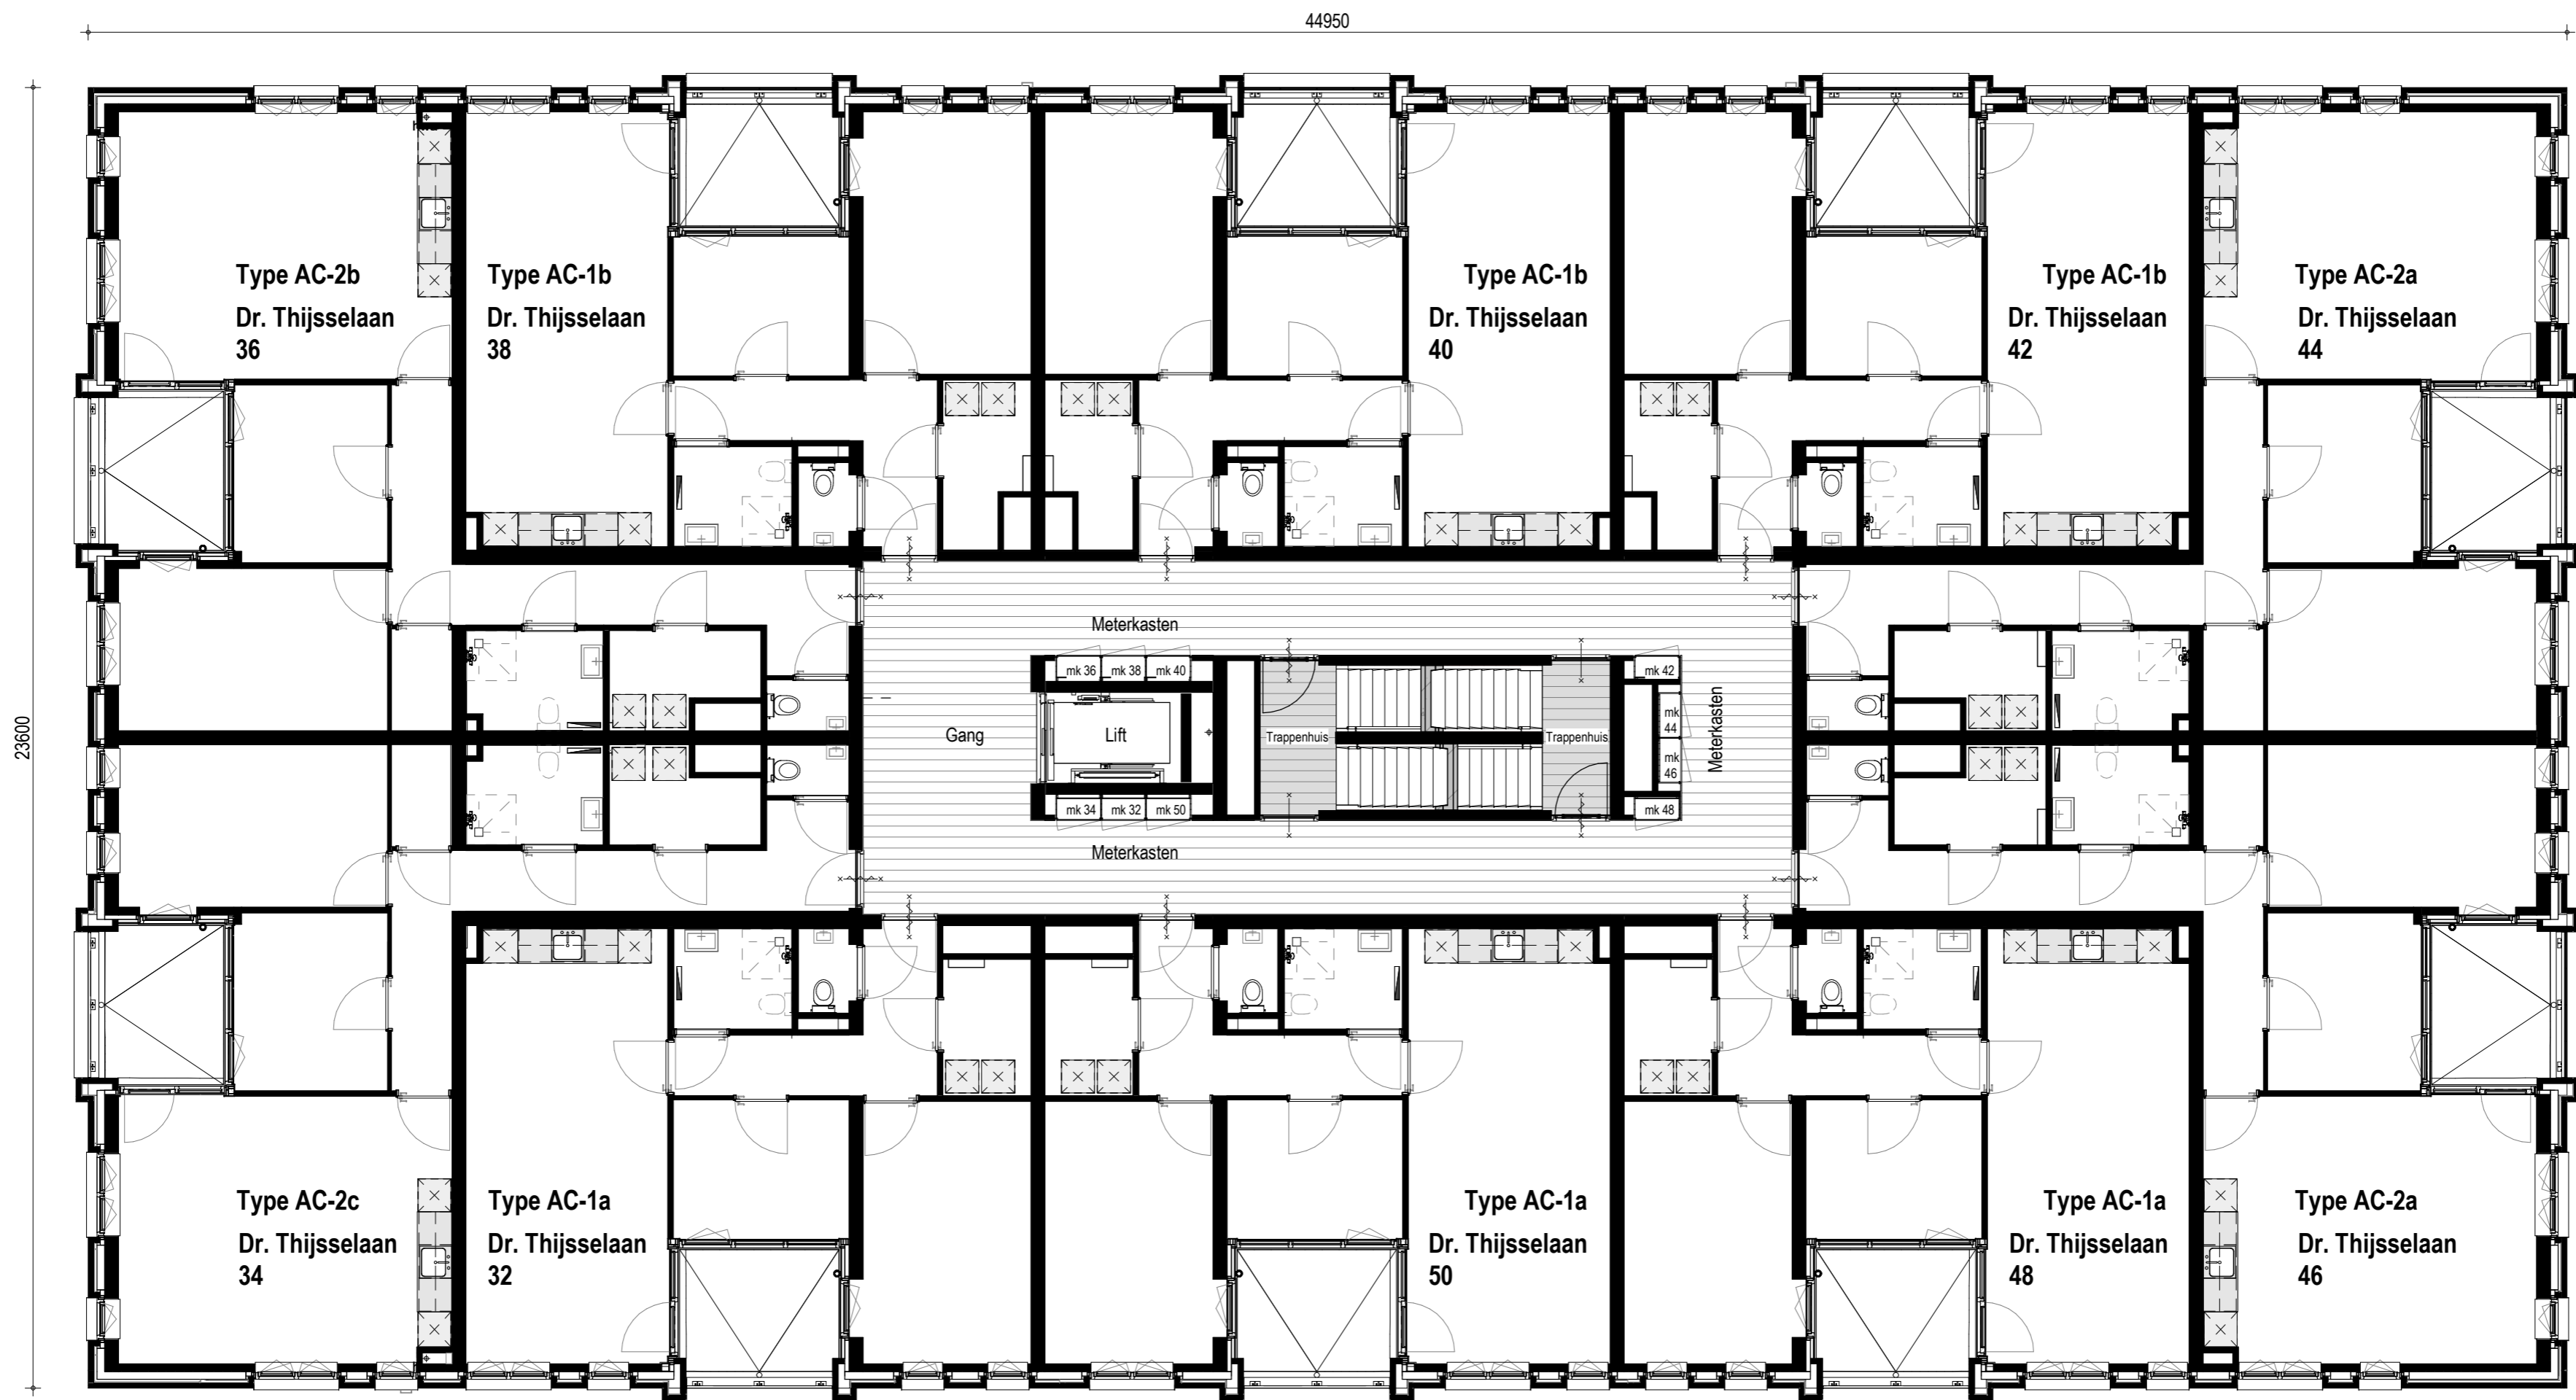 44950
23600
Type AC-2b
Dr. Thijsselaan
36
Type AC-1b
Dr. Thijsselaan
38
Type AC-1b
Dr. Thijsselaan
40
Type AC-1b
Dr. Thijsselaan
42
Type AC-2a
Dr. Thijsselaan
44
Meterkasten
mk 36
mk 38
mk 40
mk 42
mk
44
mk
46
Meterkasten
Gang
Lift
Trappenhuis
Trappenhuis
mk 34
mk 32
mk 50
mk 48
Meterkasten
Type AC-2c
Dr. Thijsselaan
34
Type AC-1a
Dr. Thijsselaan
32
Type AC-1a
Dr. Thijsselaan
50
Type AC-1a
Dr. Thijsselaan
48
Type AC-2a
Dr. Thijsselaan
46